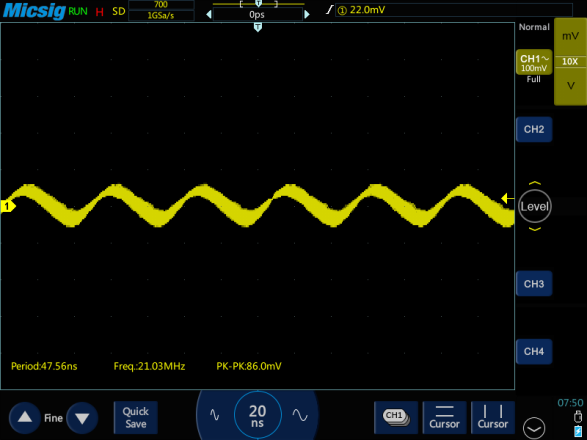 Micsig RUN H SD 700 1GSa/s 0ps T 1 22.0mV
T
Normal
mV
CH1
100mV
10X
Full
V
CH2
1
Level
CH3
CH4
Period:47.56ns Freq.:21.03MHz PK-PK:86.0mV
07:50
Fine
Quick
Save
20
ns
CH1
Cursor
Cursor